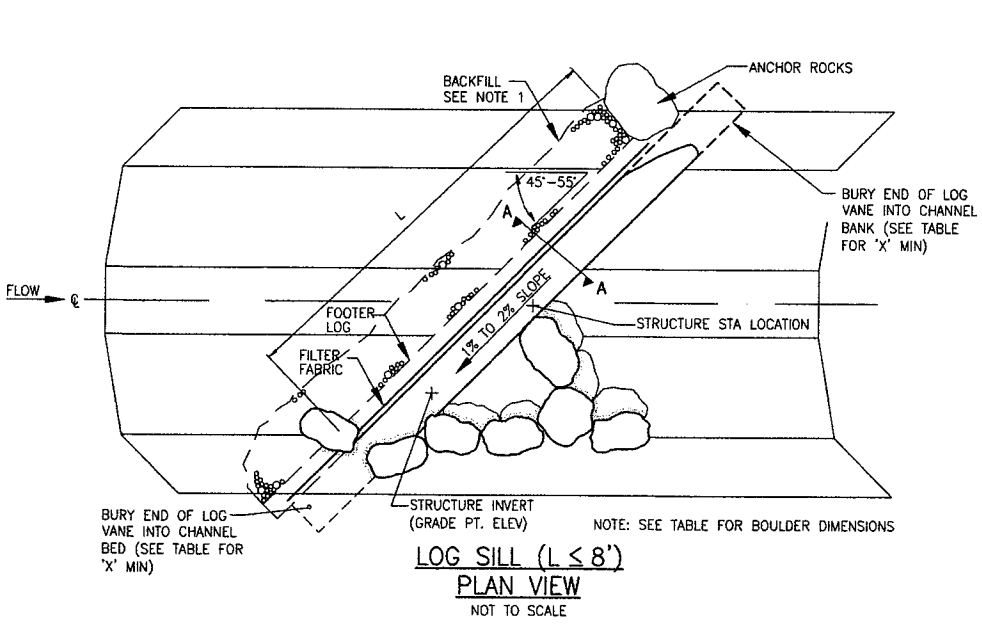 ANCHOR ROCKS
BACKFILL
SEE NOTE 1
45°-55°
A
L
BURY END OF LOG
VANE INTO CHANNEL
BANK (SEE TABLE
FOR 'X' MIN)
A
FLOW
℄
FOOTER
LOG
1% TO 2% SLOPE
STRUCTURE STA LOCATION
FILTER
FABRIC
BURY END OF LOG
VANE INTO CHANNEL
BED (SEE TABLE FOR
'X' MIN)
STRUCTURE INVERT
(GRADE PT. ELEV)
NOTE: SEE TABLE FOR BOULDER DIMENSIONS
LOG SILL (L ≤ 8')
PLAN VIEW
NOT TO SCALE